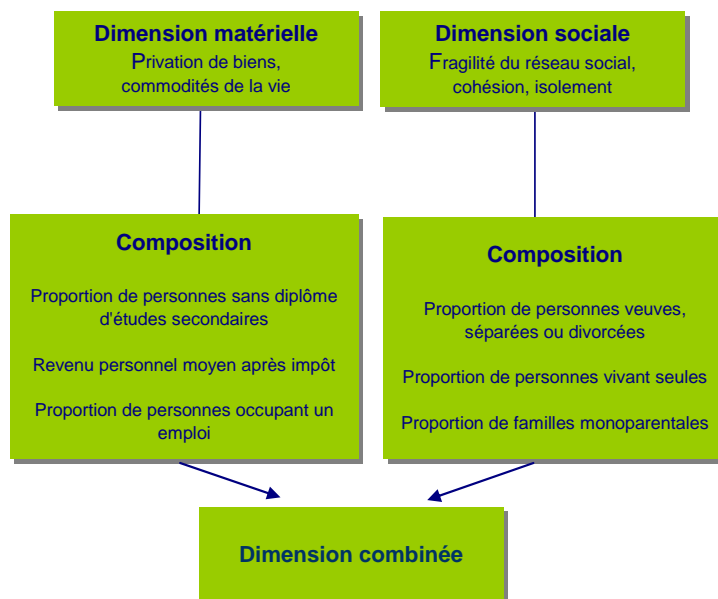 Dimension matérielle
Privation de biens,
commodités de la vie
Dimension sociale
Fragilité du réseau social,
cohésion, isolement
Composition
Proportion de personnes sans diplôme
d'études secondaires
Revenu personnel moyen après impôt
Proportion de personnes occupant un
emploi
Composition
Proportion de personnes veuves,
séparées ou divorcées
Proportion de personnes vivant seules
Proportion de familles monoparentales
Dimension combinée